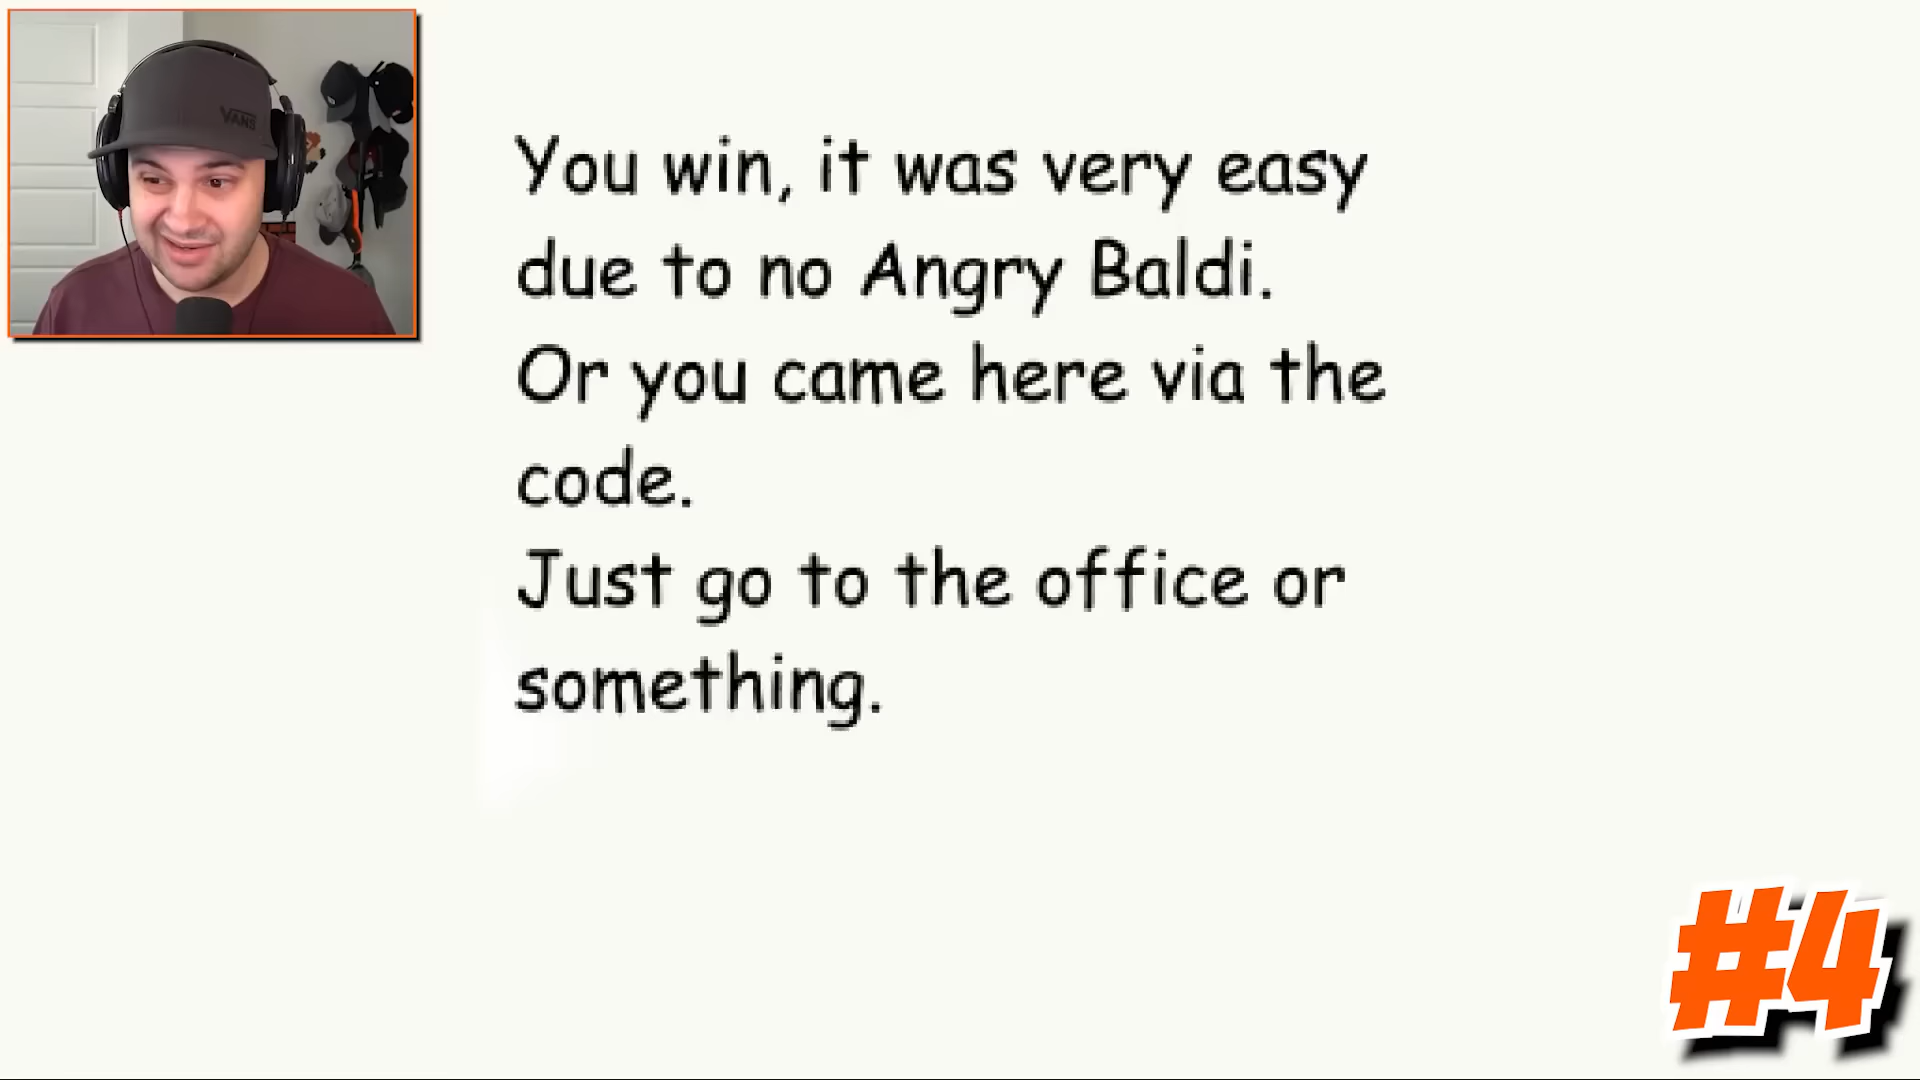 VANS
You win, it was very easy
due to no Angry Baldi.
Or you came here via the
code.
Just go to the office or
something.
#4